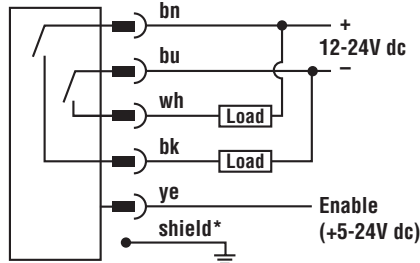 bn
+
12-24V dc
bu
–
wh
Load
bk
Load
ye
Enable
(+5-24V dc)
shield*